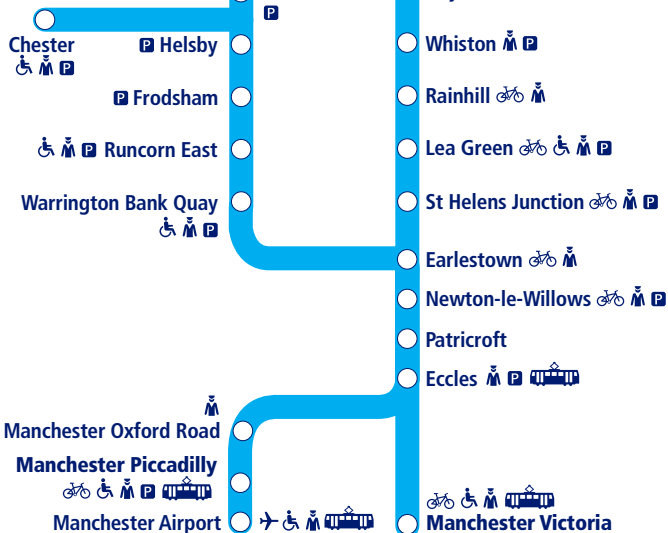 P
Chester
P
P Helsby
P Frodsham
P Runcorn East
Warrington Bank Quay
P
Whiston P
Rainhill
Lea Green P
St Helens Junction P
Earlestown
Newton-le-Willows P
Patricroft
Eccles P
Manchester Oxford Road
Manchester Piccadilly
P
Manchester Airport
Manchester Victoria